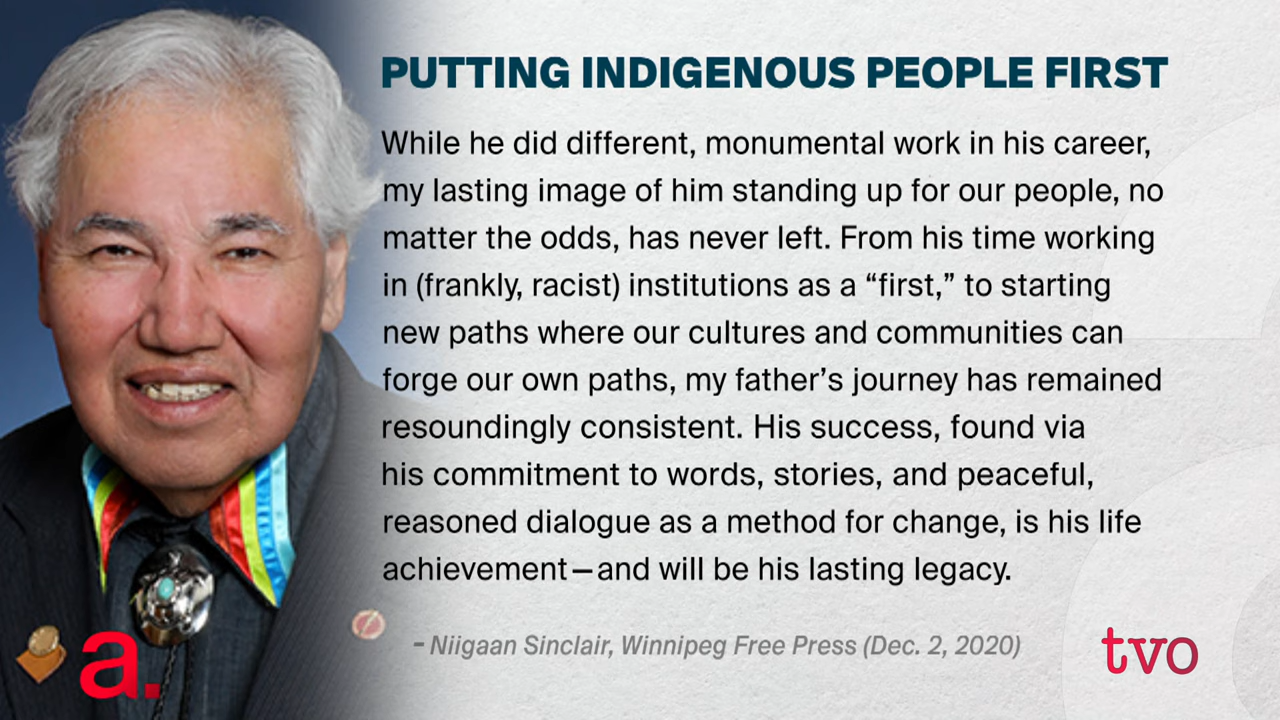 PUTTING INDIGENOUS PEOPLE FIRST
While he did different, monumental work in his career,
my lasting image of him standing up for our people, no
matter the odds, has never left. From his time working
in (frankly, racist) institutions as a “first,” to starting
new paths where our cultures and communities can
forge our own paths, my father’s journey has remained
resoundingly consistent. His success, found via
his commitment to words, stories, and peaceful,
reasoned dialogue as a method for change, is his life
achievement—and will be his lasting legacy.
– Niigaan Sinclair, Winnipeg Free Press (Dec. 2, 2020)
a.
tvo